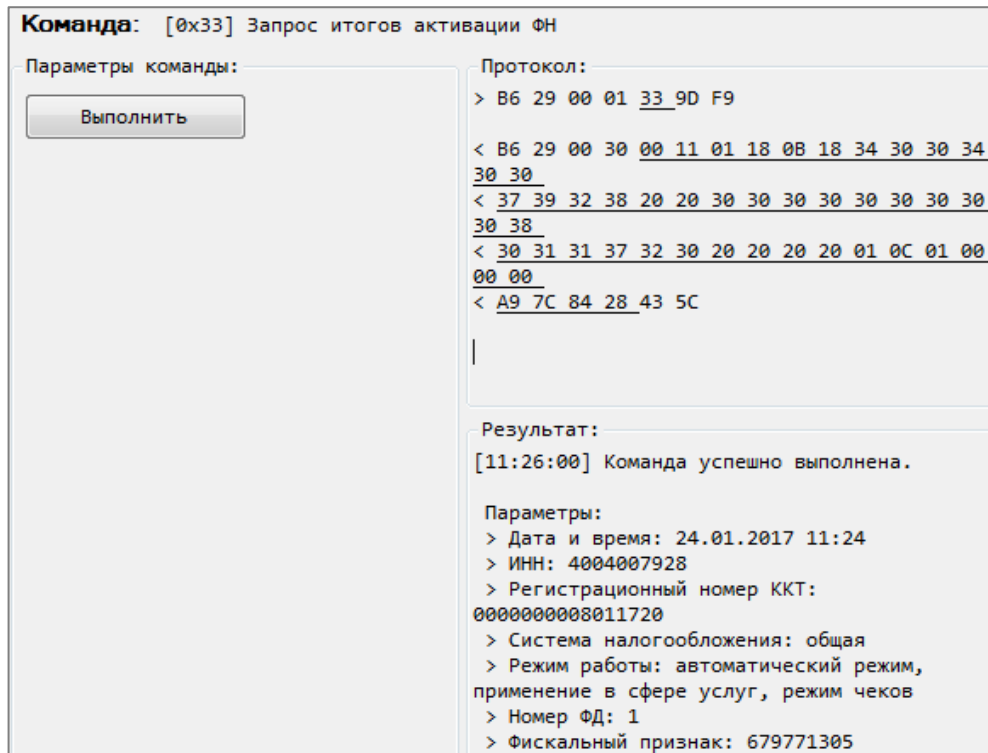 Команда: [0x33] Запрос итогов активации ФН
Параметры команды:
Выполнить
Протокол:
> B6 29 00 01 33 9D F9
< B6 29 00 30 00 11 01 18 0B 18 34 30 30 34
30 30
< 37 39 32 38 20 20 30 30 30 30 30 30 30 30
30 38
< 30 31 31 37 32 30 20 20 20 20 01 0C 01 00
00 00
< A9 7C 84 28 43 5C
Результат:
[11:26:00] Команда успешно выполнена.
Параметры:
> Дата и время: 24.01.2017 11:24
> ИНН: 4004007928
> Регистрационный номер ККТ:
0000000008011720
> Система налогообложения: общая
> Режим работы: автоматический режим,
применение в сфере услуг, режим чеков
> Номер ФД: 1
> Фискальный признак: 679771305